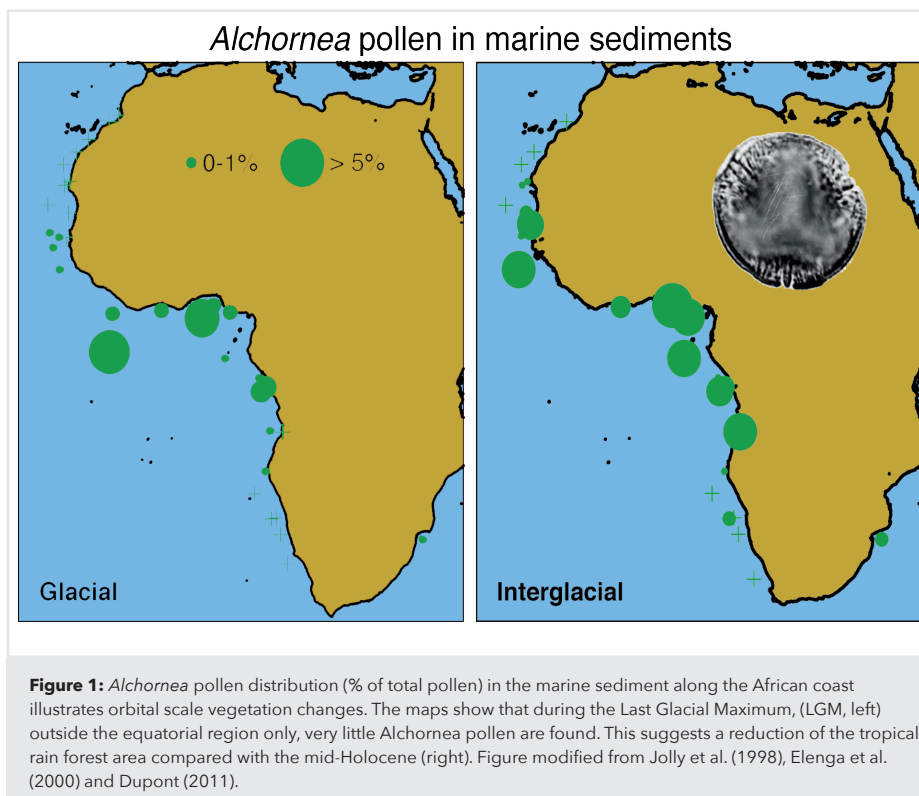 Alchornea pollen in marine sediments
0-1%
> 5%
Glacial
Interglacial
Figure 1: Alchornea pollen distribution (% of total pollen) in the marine sediment along the African coast
illustrates orbital scale vegetation changes. The maps show that during the Last Glacial Maximum, (LGM, left)
outside the equatorial region only, very little Alchornea pollen are found. This suggests a reduction of the tropical
rain forest area compared with the mid-Holocene (right). Figure modified from Jolly et al. (1998), Elenga et al.
(2000) and Dupont (2011).